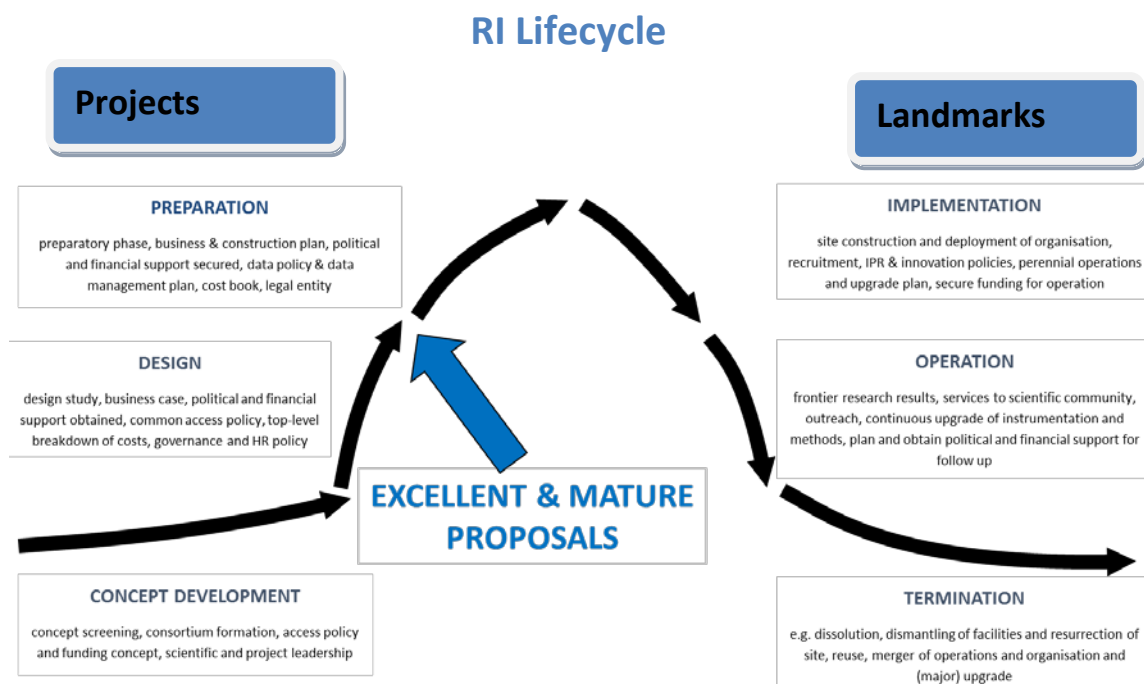 RI Lifecycle
Projects
Landmarks
PREPARATION
preparatory phase, business & construction plan, political
and financial support secured, data policy & data
management plan, cost book, legal entity
IMPLEMENTATION
site construction and deployment of organisation,
recruitment, IPR & innovation policies, perennial operations
and upgrade plan, secure funding for operation
DESIGN
design study, business case, political and financial
support obtained, common access policy, top-level
breakdown of costs, governance and HR policy
OPERATION
frontier research results, services to scientific community,
outreach, continuous upgrade of instrumentation and
methods, plan and obtain political and financial support for
follow up
EXCELLENT & MATURE
PROPOSALS
CONCEPT DEVELOPMENT
concept screening, consortium formation, access policy
and funding concept, scientific and project leadership
TERMINATION
e.g. dissolution, dismantling of facilities and resurrection of
site, reuse, merger of operations and organisation and
(major) upgrade